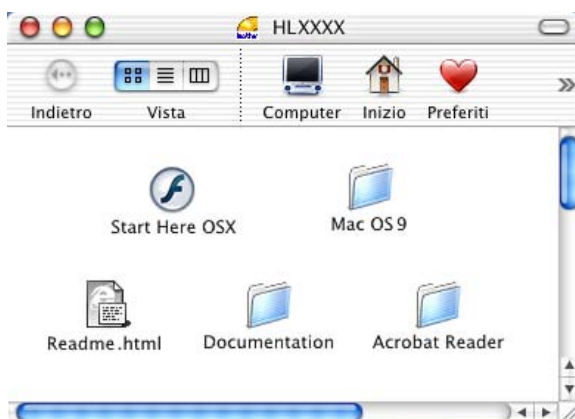 HLXXXX
Indietro Vista Computer Inizio Preferiti
Start Here OSX Mac OS 9
Readme.html Documentation Acrobat Reader